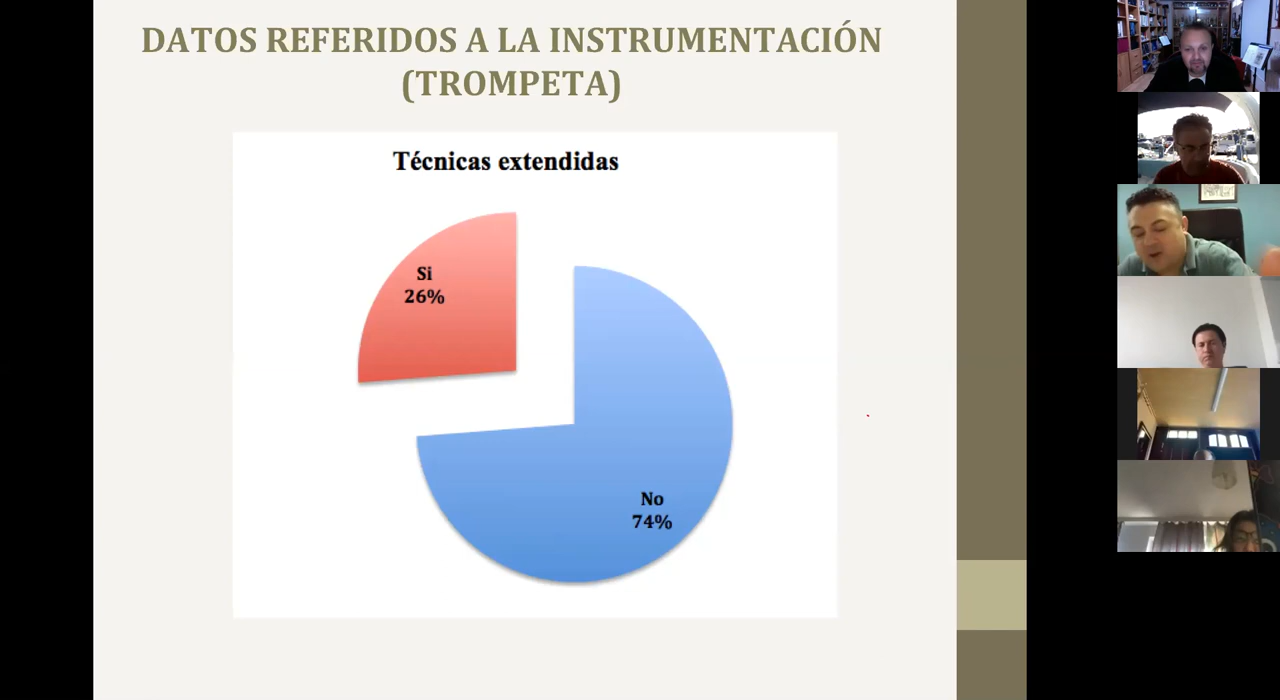 DATOS REFERIDOS A LA INSTRUMENTACIÓN
(TROMPETA)
Técnicas extendidas
Si
26%
No
74%